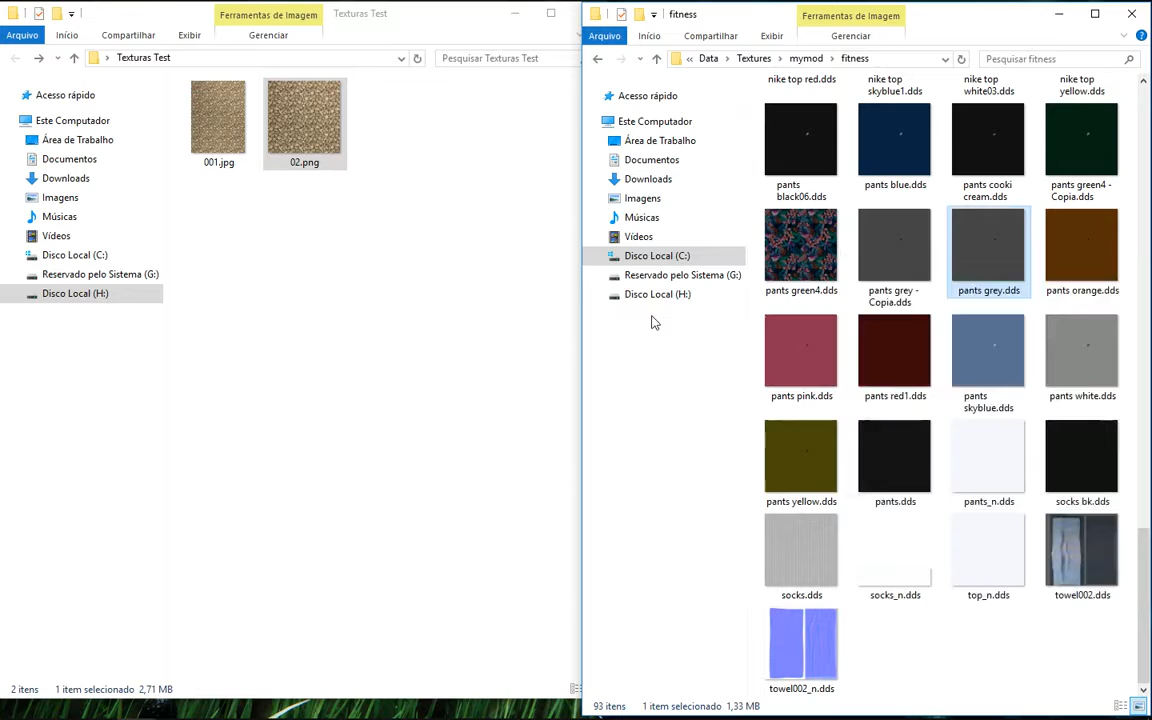 Ferramentas de Imagem
Texturas Test
Arquivo
Início
Compartilhar
Exibir
Gerenciar
Texturas Test
Pesquisar Texturas Test
Acesso rápido
Este Computador
Área de Trabalho
Documentos
Downloads
Imagens
Músicas
Vídeos
Disco Local (C:)
Reservado pelo Sistema (G:)
Disco Local (H:)
001.jpg
02.png
2 itens
1 item selecionado 2,71 MB
fitness
Ferramentas de Imagem
Arquivo
Início
Compartilhar
Exibir
Gerenciar
« Data
Textures
mymod
fitness
Pesquisar fitness
Acesso rápido
Este Computador
Área de Trabalho
Documentos
Downloads
Imagens
Músicas
Vídeos
Disco Local (C:)
Reservado pelo Sistema (G:)
Disco Local (H:)
nike top red.dds
nike top
skyblue1.dds
nike top
white03.dds
nike top
yellow.dds
pants
black06.dds
pants blue.dds
pants cooki
cream.dds
pants green4 -
Copia.dds
pants green4.dds
pants grey -
Copia.dds
pants grey.dds
pants orange.dds
pants pink.dds
pants red1.dds
pants
skyblue.dds
pants white.dds
pants yellow.dds
pants.dds
pants_n.dds
socks bk.dds
socks.dds
socks_n.dds
top_n.dds
towel002.dds
towel002_n.dds
93 itens
1 item selecionado 1,33 MB